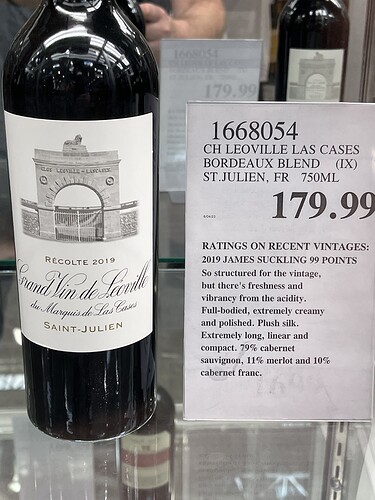 CLOS LEOVILLE-LASCASES
RÉCOLTE 2019
Grand Vin de Léoville
du Marquis de Las Cases
SAINT-JULIEN
1668054
179.99
1668054
CH LEOVILLE LAS CASES
BORDEAUX BLEND (IX)
ST.JULIEN, FR 750ML
179.99
RATINGS ON RECENT VINTAGES:
2019 JAMES SUCKLING 99 POINTS
So structured for the vintage,
but there's freshness and
vibrancy from the acidity.
Full-bodied, extremely creamy
and polished. Plush silk.
Extremely long, linear and
compact. 79% cabernet
sauvignon, 11% merlot and 10%
cabernet franc.